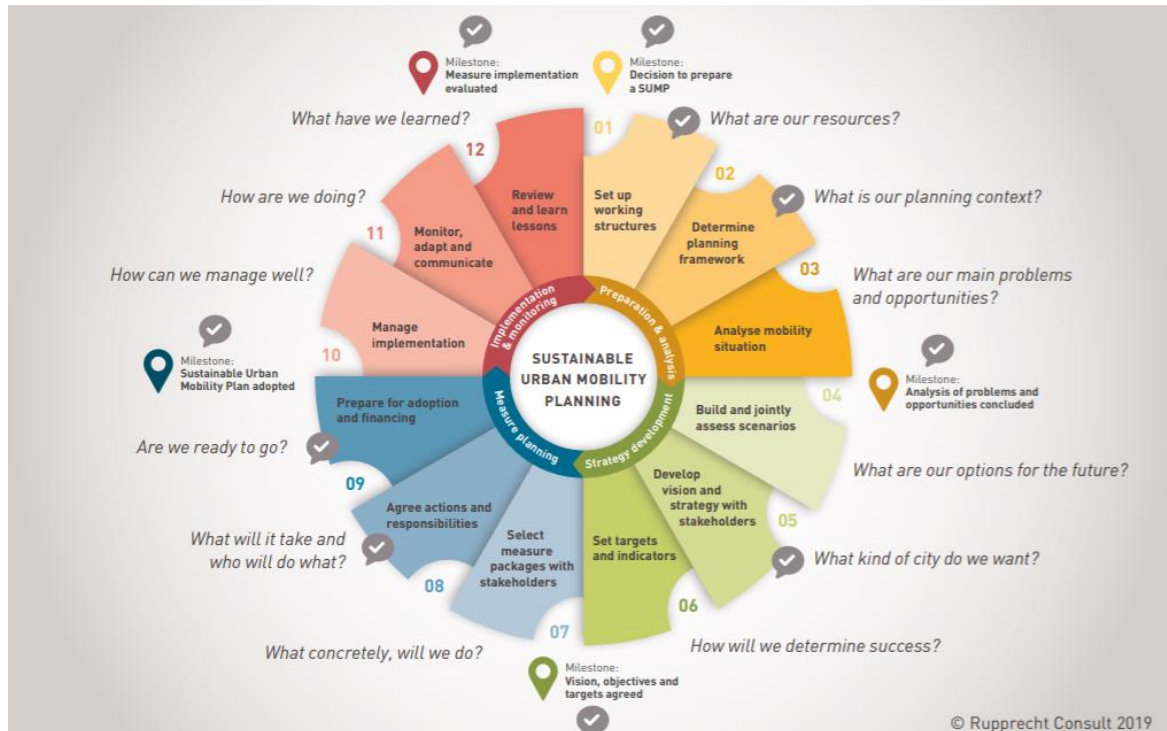 Milestone:
Measure implementation
evaluated
Milestone:
Decision to prepare
a SUMP
What have we learned?
What are our resources?
12
01
Review
and learn
lessons
Set up
working
structures
02
How are we doing?
What is our planning context?
11
Monitor,
adapt and
communicate
Determine
planning
framework
03
How can we manage well?
What are our main problems
and opportunities?
Manage
implementation
10
Analyse mobility
situation
Implementation
& monitoring
Preparation & analysis
SUSTAINABLE
URBAN MOBILITY
PLANNING
Measure planning
Strategy development
Milestone:
Sustainable Urban
Mobility Plan adopted
Milestone:
Analysis of problems and
opportunities concluded
Prepare for adoption
and financing
04
Build and jointly
assess scenarios
Are we ready to go?
What are our options for the future?
09
Agree actions and
responsibilities
Develop
vision and
strategy with
stakeholders
05
What will it take and
who will do what?
What kind of city do we want?
08
Select
measure
packages with
stakeholders
Set targets
and indicators
06
07
What concretely, will we do?
How will we determine success?
Milestone:
Vision, objectives and
targets agreed
© Rupprecht Consult 2019